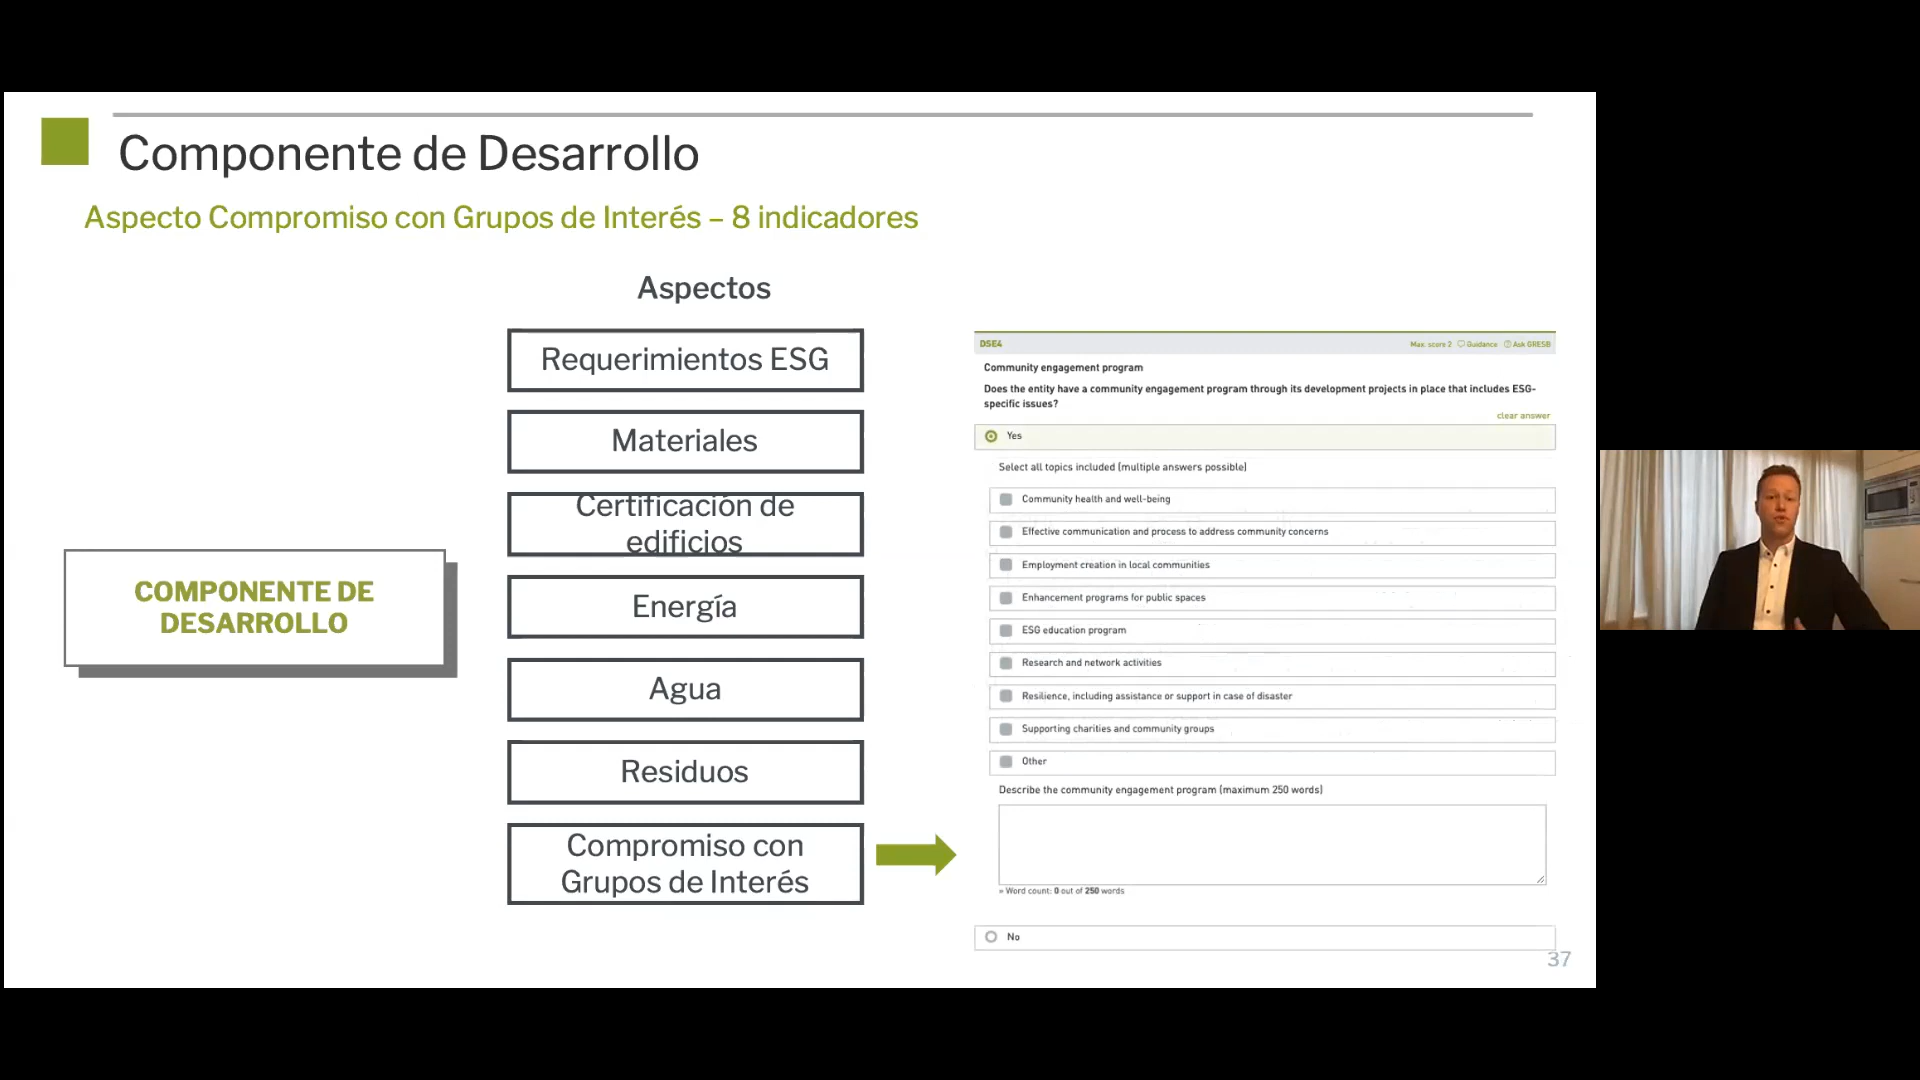 Componente de Desarrollo
Aspecto Compromiso con Grupos de Interés – 8 indicadores
COMPONENTE DE
DESARROLLO
Aspectos
Requerimientos ESG
Materiales
Certificación de
edificios
Energía
Agua
Residuos
Compromiso con
Grupos de Interés
DSE4
Max. score 2 Guidance Ask GRESB
Community engagement program
Does the entity have a community engagement program through its development projects in place that includes ESG-
specific issues?
clear answer
Yes
Select all topics included (multiple answers possible)
Community health and well-being
Effective communication and process to address community concerns
Employment creation in local communities
Enhancement programs for public spaces
ESG education program
Research and network activities
Resilience, including assistance or support in case of disaster
Supporting charities and community groups
Other
Describe the community engagement program (maximum 250 words)
» Word count: 0 out of 250 words
No
37